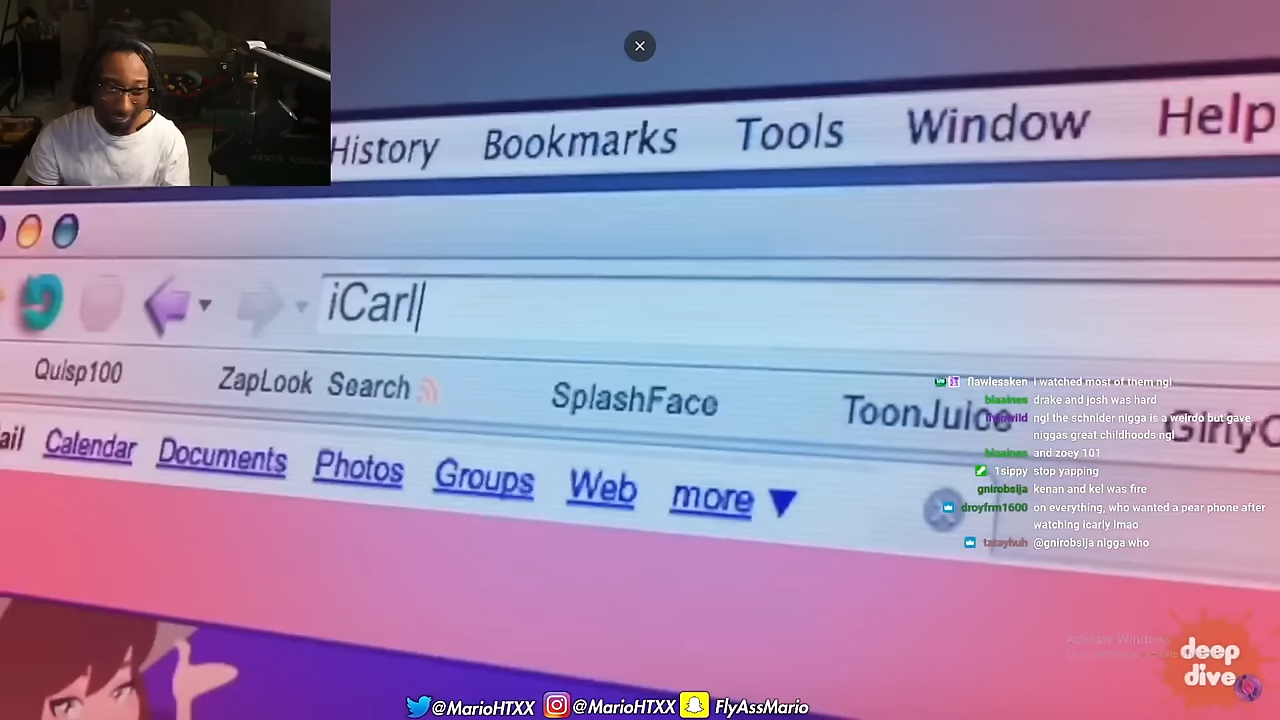 History Bookmarks Tools Window Help
iCarl
Quisp100 ZapLook Search SplashFace ToonJuice
Calendar Documents Photos Groups Web more ▼
flawlessken i watched most of them ngl
blaaines drake and josh was hard
ngl the schnider nigga is a weirdo but gave
niggas great childhoods ngl
blaaines and zoey 101
1sippy stop yapping
gnirobsija kenan and kel was fire
droyfrm1600 on everything, who wanted a pear phone after
watching icarly lmao
tatayhuh @gnirobsija nigga who
Activate Windows
deep
dive
@MarioHTXX @MarioHTXX FlyAssMario